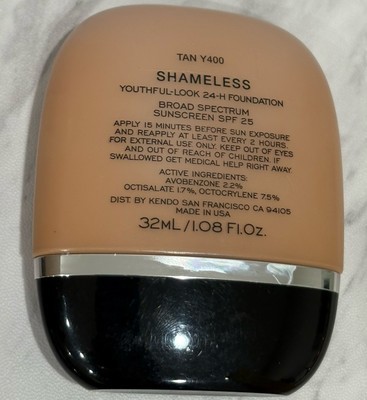 TAN Y400
SHAMELESS
YOUTHFUL-LOOK 24-H FOUNDATION
BROAD SPECTRUM
SUNSCREEN SPF 25
APPLY 15 MINUTES BEFORE SUN EXPOSURE
AND REAPPLY AT LEAST EVERY 2 HOURS.
FOR EXTERNAL USE ONLY. KEEP OUT OF EYES
AND OUT OF REACH OF CHILDREN. IF
SWALLOWED GET MEDICAL HELP RIGHT AWAY.
ACTIVE INGREDIENTS:
AVOBENZONE 2.2%
OCTISALATE 1.7%, OCTOCRYLENE 7.5%
DIST. BY KENDO SAN FRANCISCO CA 94105
MADE IN USA
32ML/1.08 Fl.Oz.